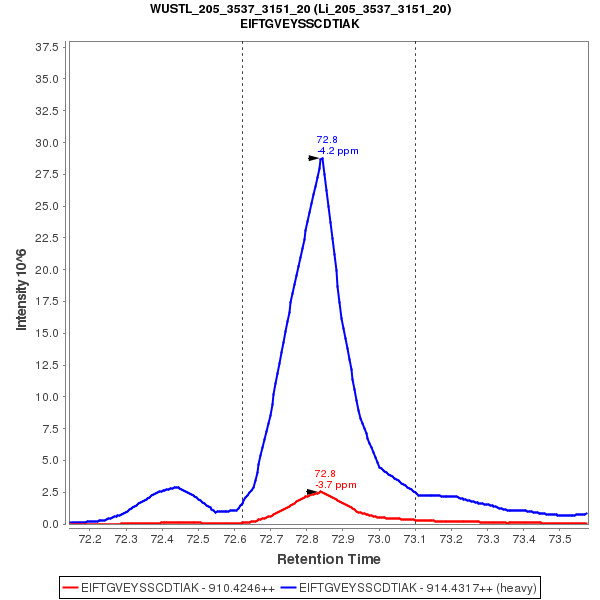 WUSTL_205_3537_3151_20 (Li_205_3537_3151_20)
EIFTGVEYSSCDTIAK
37.5
35.0
32.5
30.0
27.5
25.0
22.5
20.0
17.5
15.0
12.5
10.0
7.5
5.0
2.5
0.0
Intensity 10^6
72.8
-4.2 ppm
72.8
-3.7 ppm
72.2 72.3 72.4 72.5 72.6 72.7 72.8 72.9 73.0 73.1 73.2 73.3 73.4 73.5
Retention Time
EIFTGVEYSSCDTIAK - 910.4246++ EIFTGVEYSSCDTIAK - 914.4317++ (heavy)